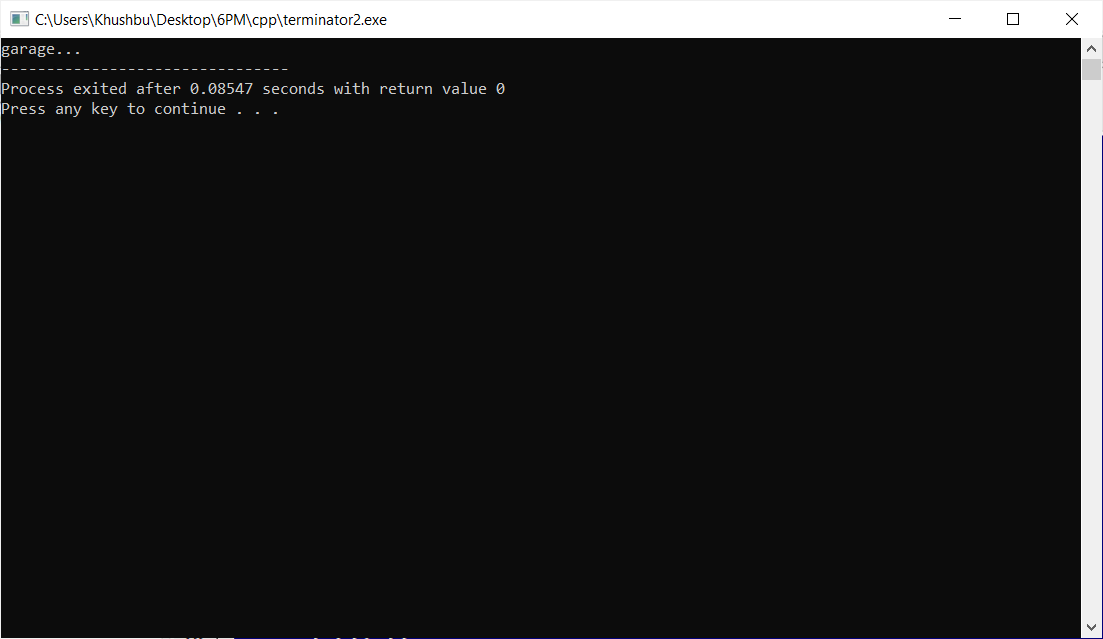 C:\Users\Khushbu\Desktop\6PM\cpp\terminator2.exe
garage...
--------------------------------
Process exited after 0.08547 seconds with return value 0
Press any key to continue . . .